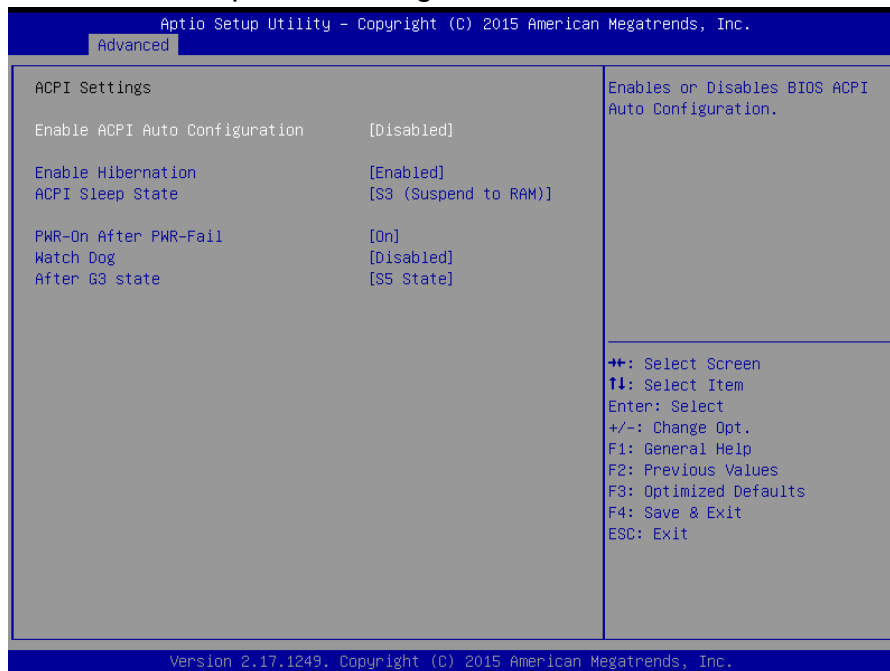 Aptio Setup Utility – Copyright (C) 2015 American Megatrends, Inc.
Advanced
ACPI Settings
Enable ACPI Auto Configuration [Disabled]
Enable Hibernation [Enabled]
ACPI Sleep State [S3 (Suspend to RAM)]
PWR-On After PWR-Fail [On]
Watch Dog [Disabled]
After G3 state [S5 State]
Enables or Disables BIOS ACPI
Auto Configuration.
→←: Select Screen
↑↓: Select Item
Enter: Select
+/-: Change Opt.
F1: General Help
F2: Previous Values
F3: Optimized Defaults
F4: Save & Exit
ESC: Exit
Version 2.17.1249. Copyright (C) 2015 American Megatrends, Inc.